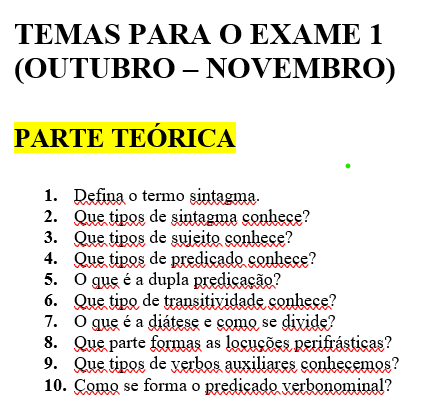 TEMAS PARA O EXAME 1
(OUTUBRO – NOVEMBRO)
PARTE TEÓRICA
1. Defina o termo sintagma.
2. Que tipos de sintagma conhece?
3. Que tipos de sujeito conhece?
4. Que tipos de predicado conhece?
5. O que é a dupla predicação?
6. Que tipo de transitividade conhece?
7. O que é a diátese e como se divide?
8. Que parte formas as locuções perifrásticas?
9. Que tipos de verbos auxiliares conhecemos?
10. Como se forma o predicado verbonominal?